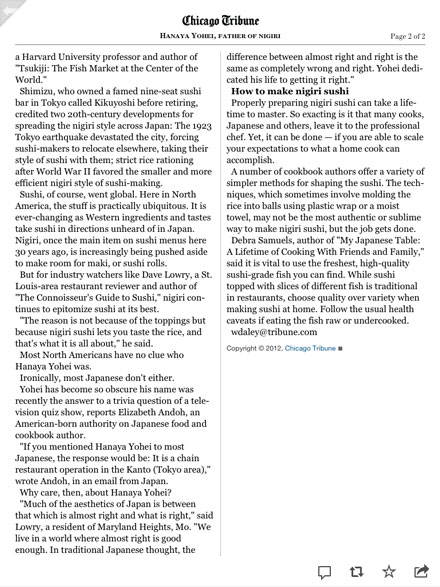 Chicago Tribune
HANAYA YOHEI, FATHER OF NIGIRI
Page 2 of 2
a Harvard University professor and author of
"Tsukiji: The Fish Market at the Center of the
World."
Shimizu, who owned a famed nine-seat sushi
bar in Tokyo called Kikuyoshi before retiring,
credited two 20th-century developments for
spreading the nigiri style across Japan: The 1923
Tokyo earthquake devastated the city, forcing
sushi-makers to relocate elsewhere, taking their
style of sushi with them; strict rice rationing
after World War II favored the smaller and more
efficient nigiri style of sushi-making.
Sushi, of course, went global. Here in North
America, the stuff is practically ubiquitous. It is
ever-changing as Western ingredients and tastes
take sushi in directions unheard of in Japan.
Nigiri, once the main item on sushi menus here
30 years ago, is increasingly being pushed aside
to make room for maki, or sushi rolls.
But for industry watchers like Dave Lowry, a St.
Louis-area restaurant reviewer and author of
"The Connoisseur's Guide to Sushi," nigiri con-
tinues to epitomize sushi at its best.
"The reason is not because of the toppings but
because nigiri sushi lets you taste the rice, and
that's what it is all about," he said.
Most North Americans have no clue who
Hanaya Yohei was.
Ironically, most Japanese don't either.
Yohei has become so obscure his name was
recently the answer to a trivia question of a tele-
vision quiz show, reports Elizabeth Andoh, an
American-born authority on Japanese food and
cookbook author.
"If you mentioned Hanaya Yohei to most
Japanese, the response would be: It is a chain
restaurant operation in the Kanto (Tokyo area),"
wrote Andoh, in an email from Japan.
Why care, then, about Hanaya Yohei?
"Much of the aesthetics of Japan is between
that which is almost right and what is right," said
Lowry, a resident of Maryland Heights, Mo. "We
live in a world where almost right is good
enough. In traditional Japanese thought, the
difference between almost right and right is the
same as completely wrong and right. Yohei dedi-
cated his life to getting it right."
How to make nigiri sushi
Properly preparing nigiri sushi can take a life-
time to master. So exacting is it that many cooks,
Japanese and others, leave it to the professional
chef. Yet, it can be done — if you are able to scale
your expectations to what a home cook can
accomplish.
A number of cookbook authors offer a variety of
simpler methods for shaping the sushi. The tech-
niques, which sometimes involve molding the
rice into balls using plastic wrap or a moist
towel, may not be the most authentic or sublime
way to make nigiri sushi, but the job gets done.
Debra Samuels, author of "My Japanese Table:
A Lifetime of Cooking With Friends and Family,"
said it is vital to use the freshest, high-quality
sushi-grade fish you can find. While sushi
topped with slices of different fish is traditional
in restaurants, choose quality over variety when
making sushi at home. Follow the usual health
caveats if eating the fish raw or undercooked.
wdaley@tribune.com
Copyright © 2012, Chicago Tribune